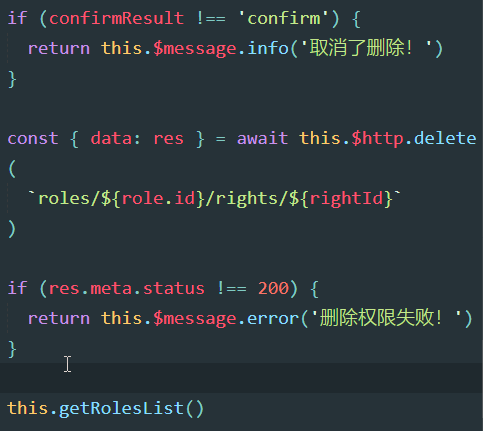 if (confirmResult !== 'confirm') {
return this.$message.info('取消了删除！')
}
const { data: res } = await this.$http.delete
(
`roles/${role.id}/rights/${rightId}`
)
if (res.meta.status !== 200) {
return this.$message.error('删除权限失败！')
}
this.getRolesList()